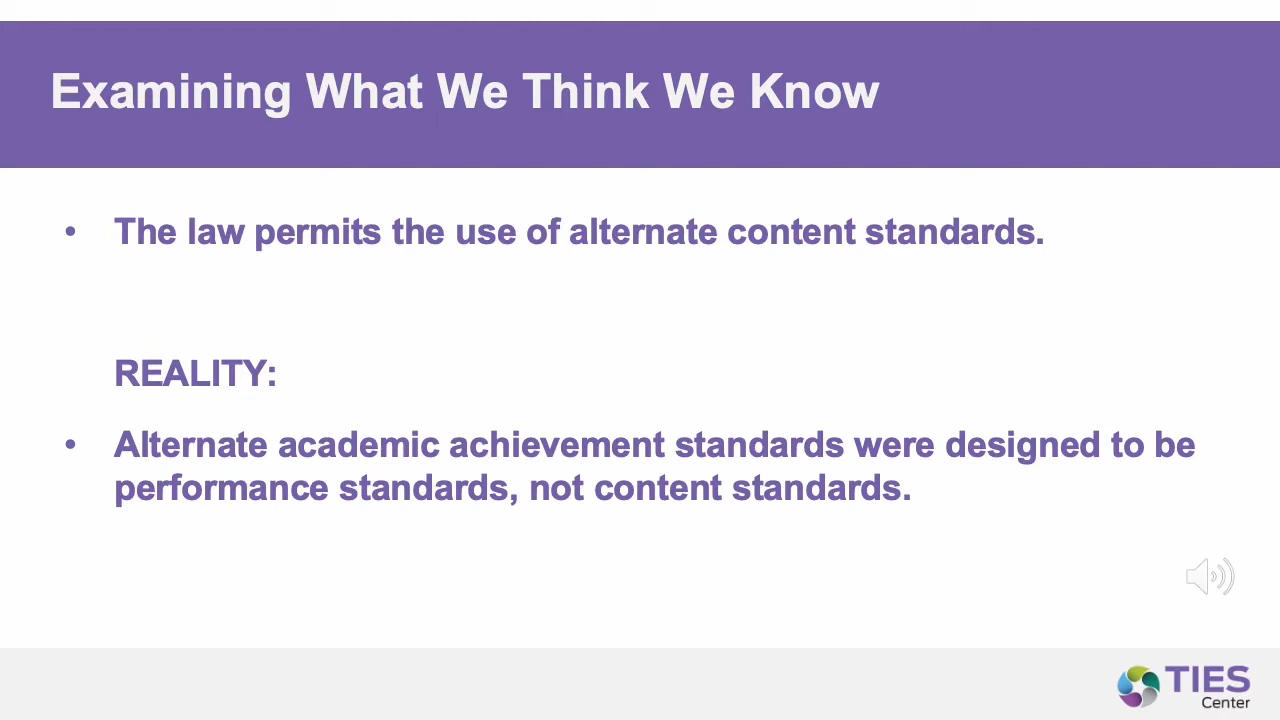 Examining What We Think We Know
• The law permits the use of alternate content standards.
REALITY:
• Alternate academic achievement standards were designed to be
performance standards, not content standards.
TIES
Center